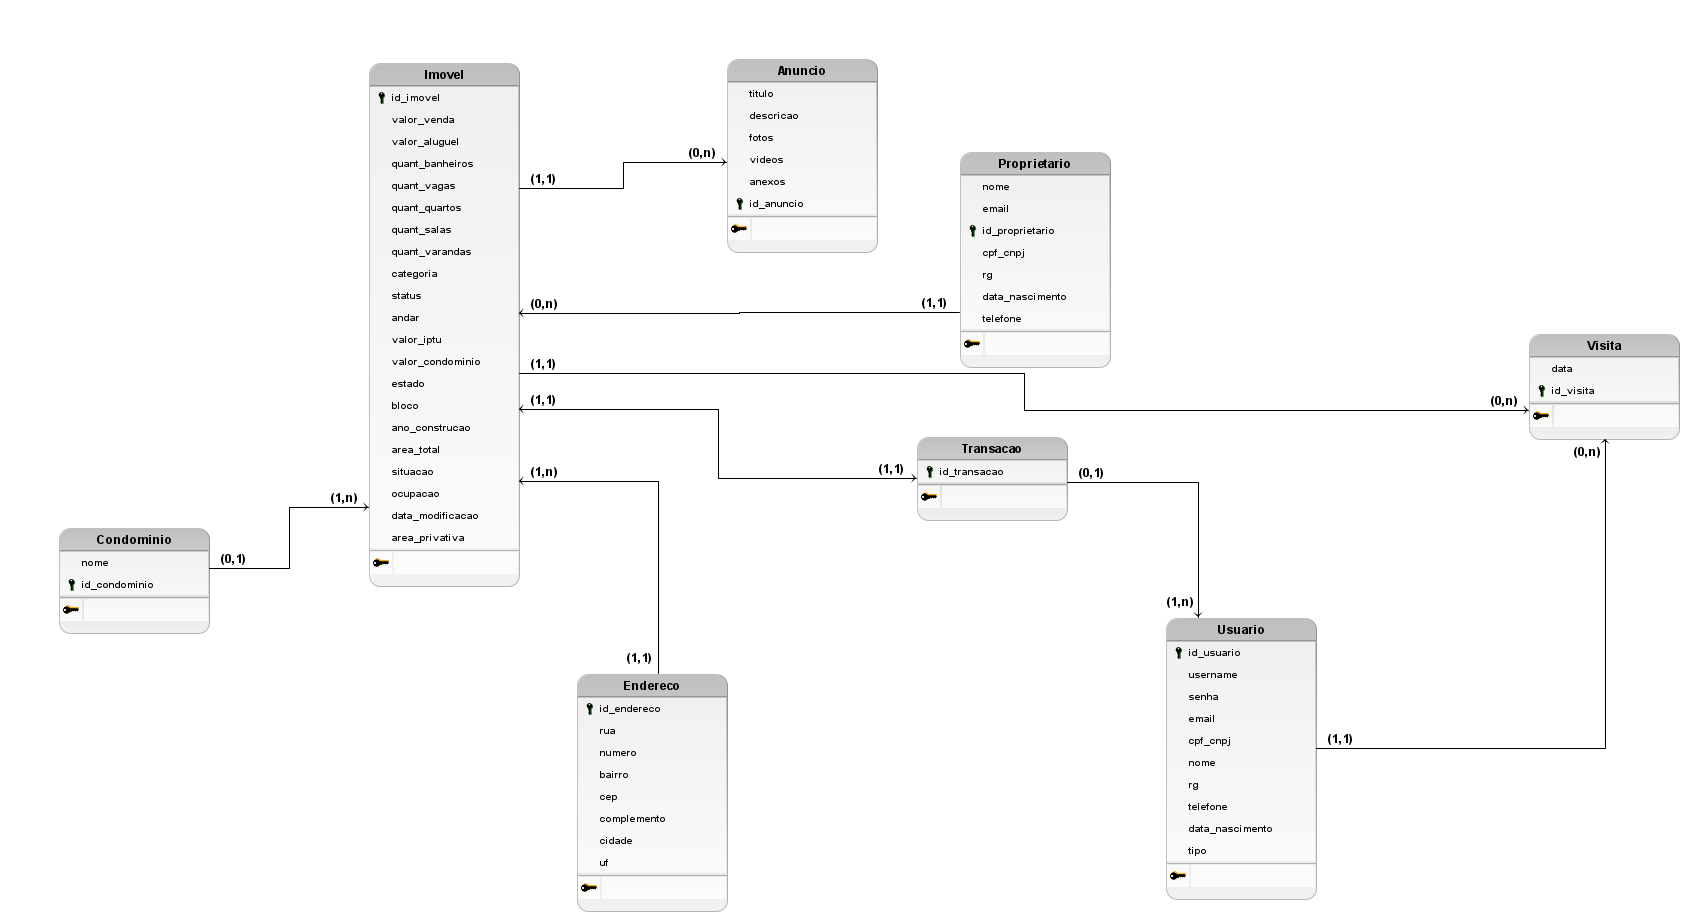 Imovel
id_imovel
valor_venda
valor_aluguel
quant_banheiros
quant_vagas
quant_quartos
quant_salas
quant_varandas
categoria
status
andar
valor_iptu
valor_condominio
estado
bloco
ano_construcao
area_total
situacao
ocupacao
data_modificacao
area_privativa
Anuncio
titulo
descricao
fotos
videos
anexos
id_anuncio
(0,n)
(1,1)
Proprietario
nome
email
id_proprietario
cpf_cnpj
rg
data_nascimento
telefone
(0,n)
(1,1)
(1,1)
(0,n)
Visita
data
id_visita
(0,n)
(1,1)
(1,1)
Transacao
id_transacao
(0,1)
(1,n)
(1,n)
(1,n)
Condominio
nome
id_condominio
(0,1)
(1,1)
Endereco
id_endereco
rua
numero
bairro
cep
complemento
cidade
uf
Usuario
id_usuario
username
senha
email
cpf_cnpj
nome
rg
telefone
data_nascimento
tipo
(1,1)